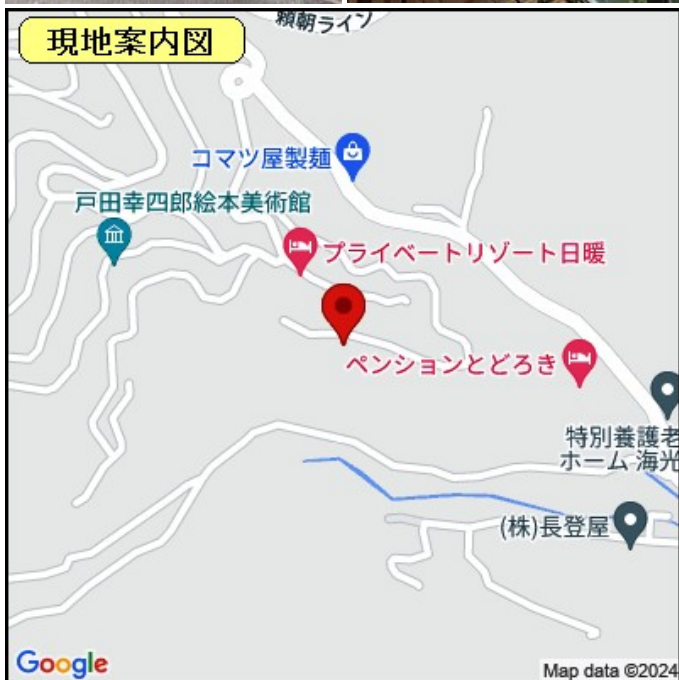 現地案内図
頼朝ライン
コマツ屋製麺
戸田幸四郎絵本美術館
プライベートリゾート日暖
ペンションとどろき
特別養護老
ホーム 海光
(株)長登屋
Google
Map data ©2024